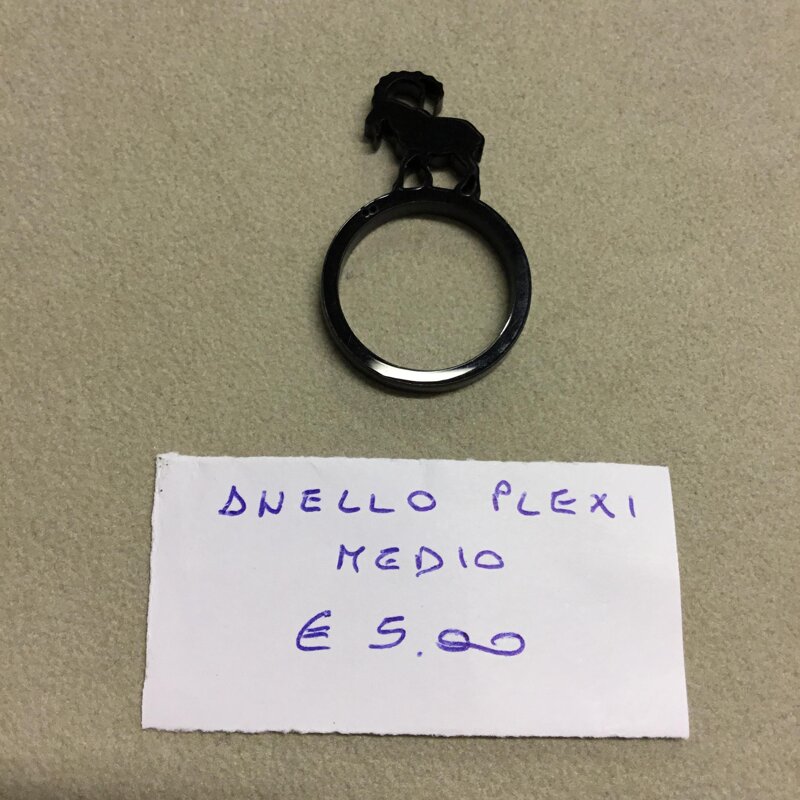 ANELLO PLEXI
MEDIO
€ 5.00